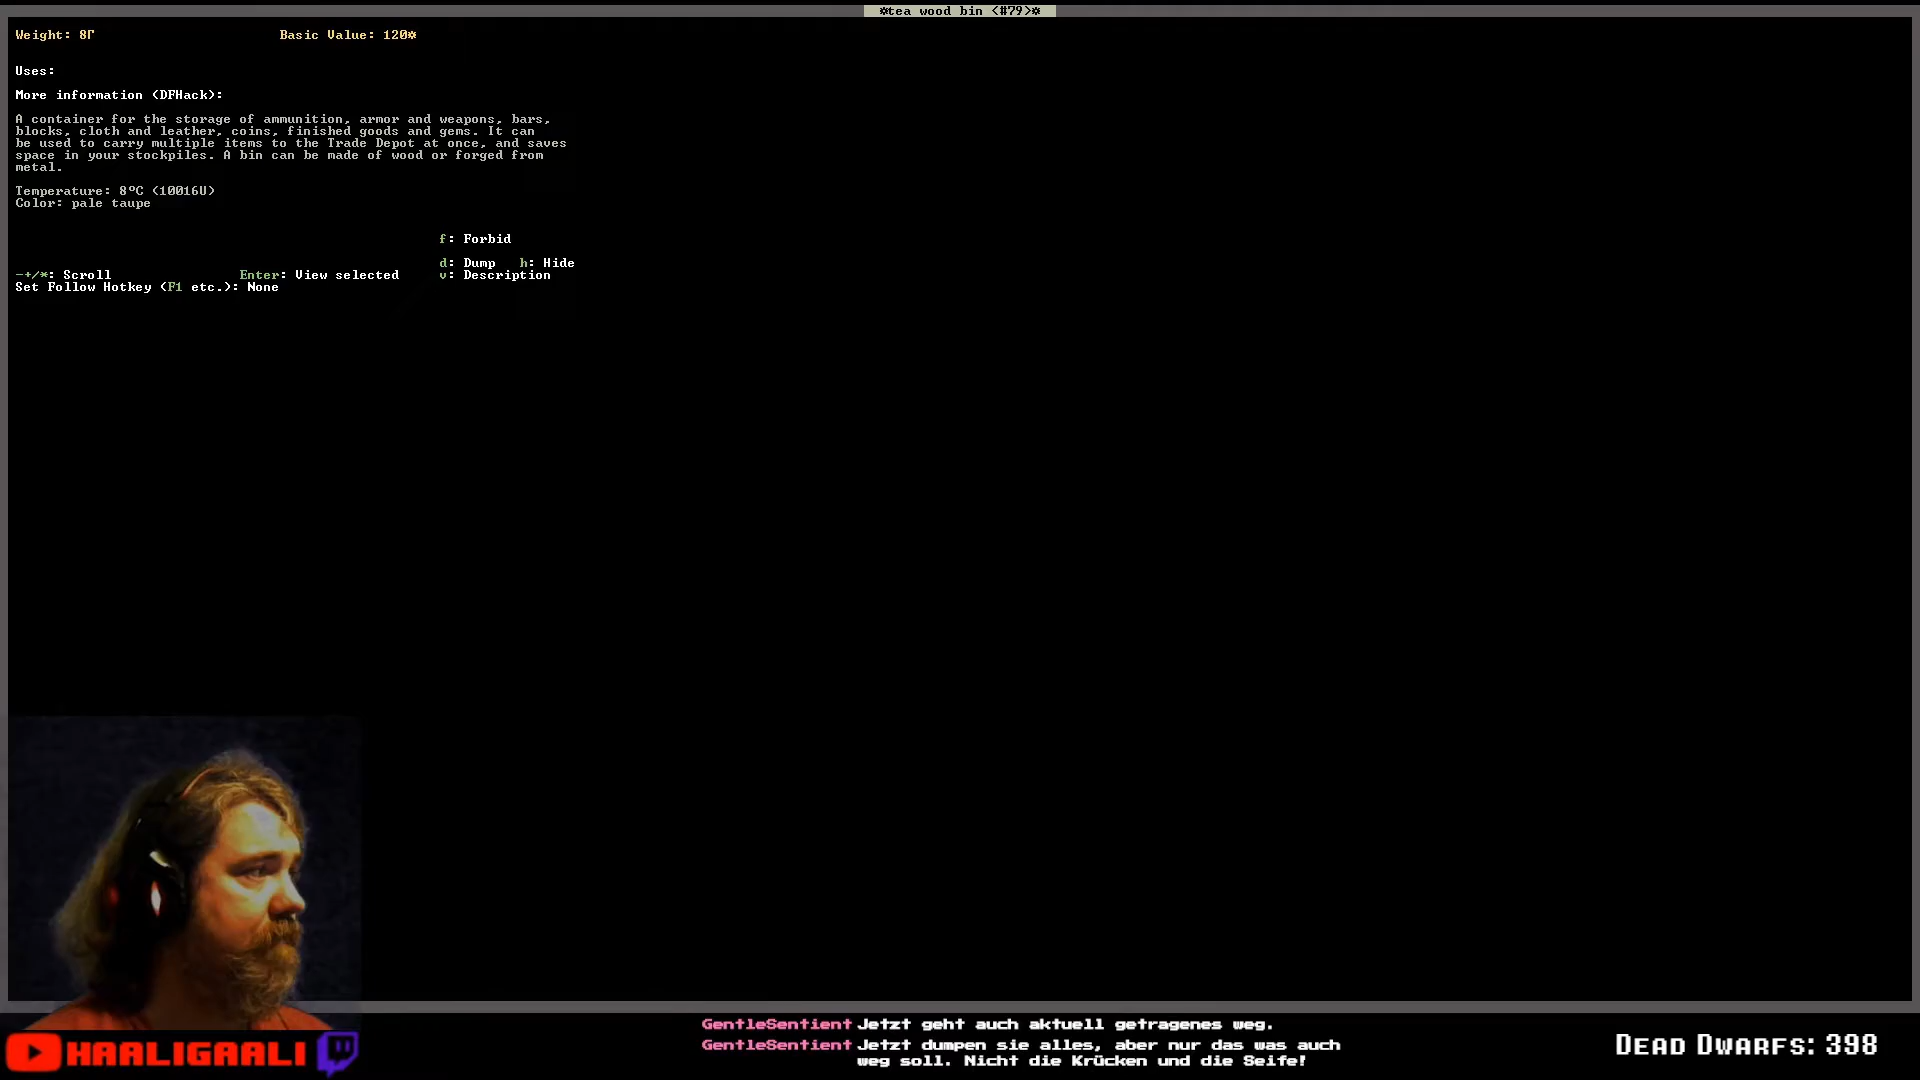 ☼tea wood bin <#79>☼
Weight: 8Γ Basic Value: 120☼
Uses:
More information (DFHack):
A container for the storage of ammunition, armor and weapons, bars,
blocks, cloth and leather, coins, finished goods and gems. It can
be used to carry multiple items to the Trade Depot at once, and saves
space in your stockpiles. A bin can be made of wood or forged from
metal.
Temperature: 8°C (10016U)
Color: pale taupe
f: Forbid
d: Dump h: Hide
-+/*: Scroll Enter: View selected v: Description
Set Follow Hotkey (F1 etc.): None
GentleSentient Jetzt geht auch aktuell getragenes weg.
GentleSentient Jetzt dumpen sie alles, aber nur das was auch
weg soll. Nicht die Krücken und die Seife!
HAALIGAALI
Dead Dwarfs: 398